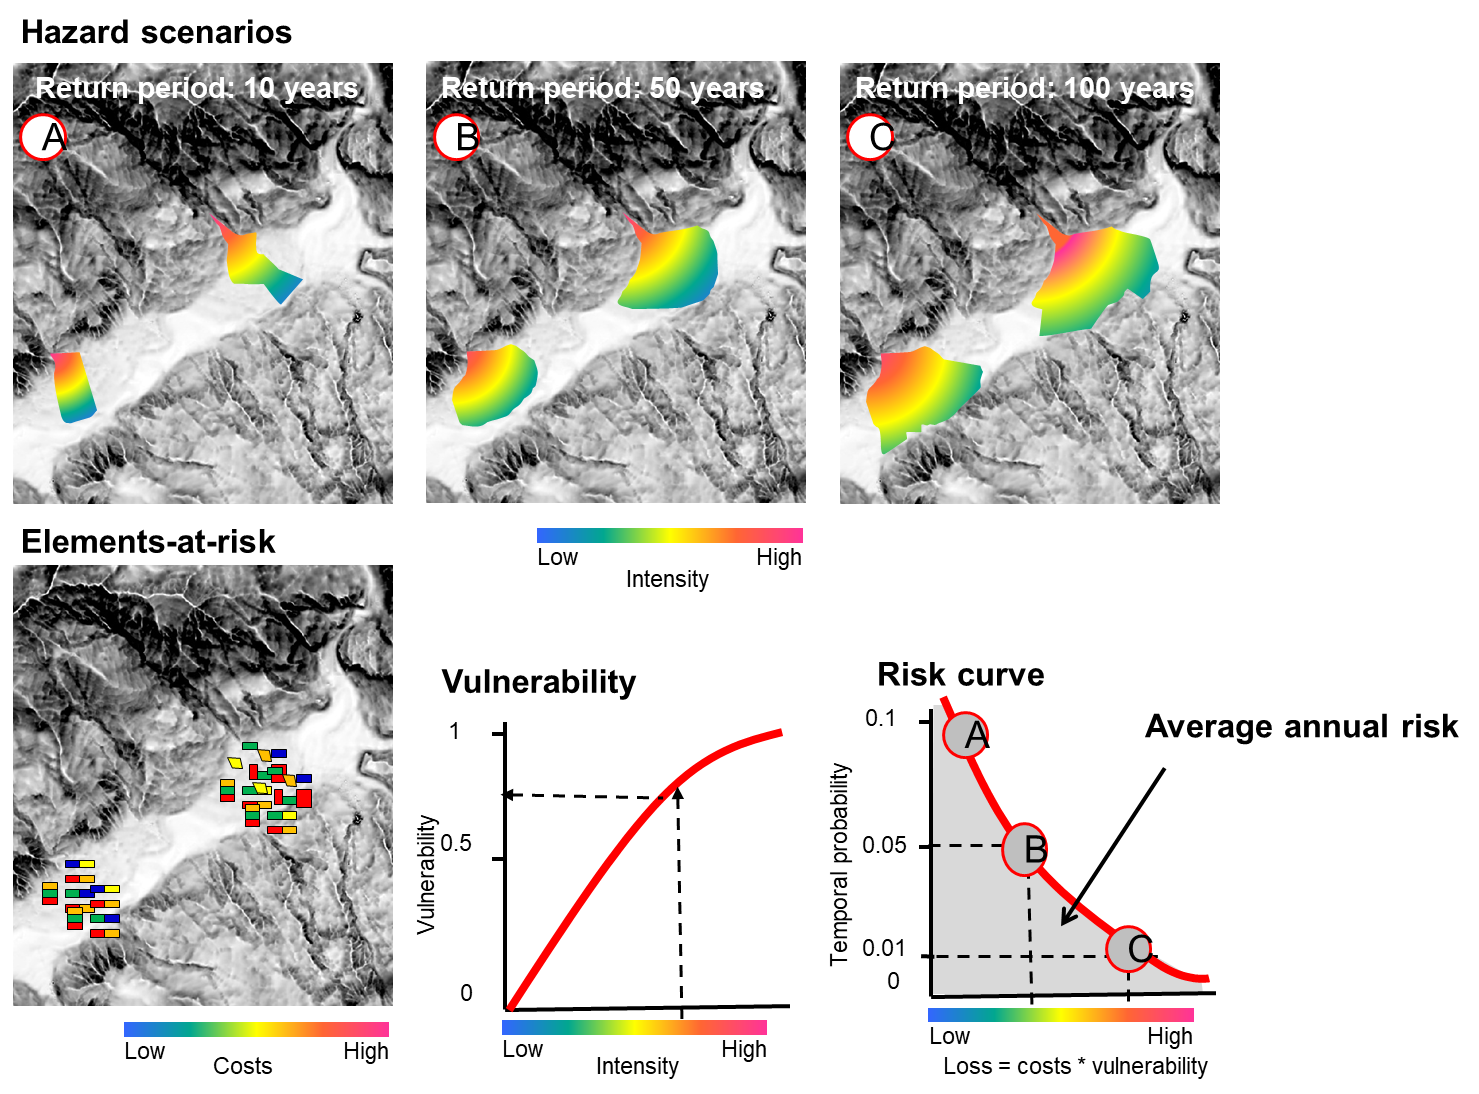 Hazard scenarios
Return period: 10 years
Return period: 50 years
Return period: 100 years
A
B
C
Elements-at-risk
Low
High
Intensity
Vulnerability
1
0.5
0
Vulnerability
Low
High
Intensity
Risk curve
Average annual risk
0.1
0.05
0.01
0
Temporal probability
A
B
C
Low
High
Loss = costs * vulnerability
Low
High
Costs